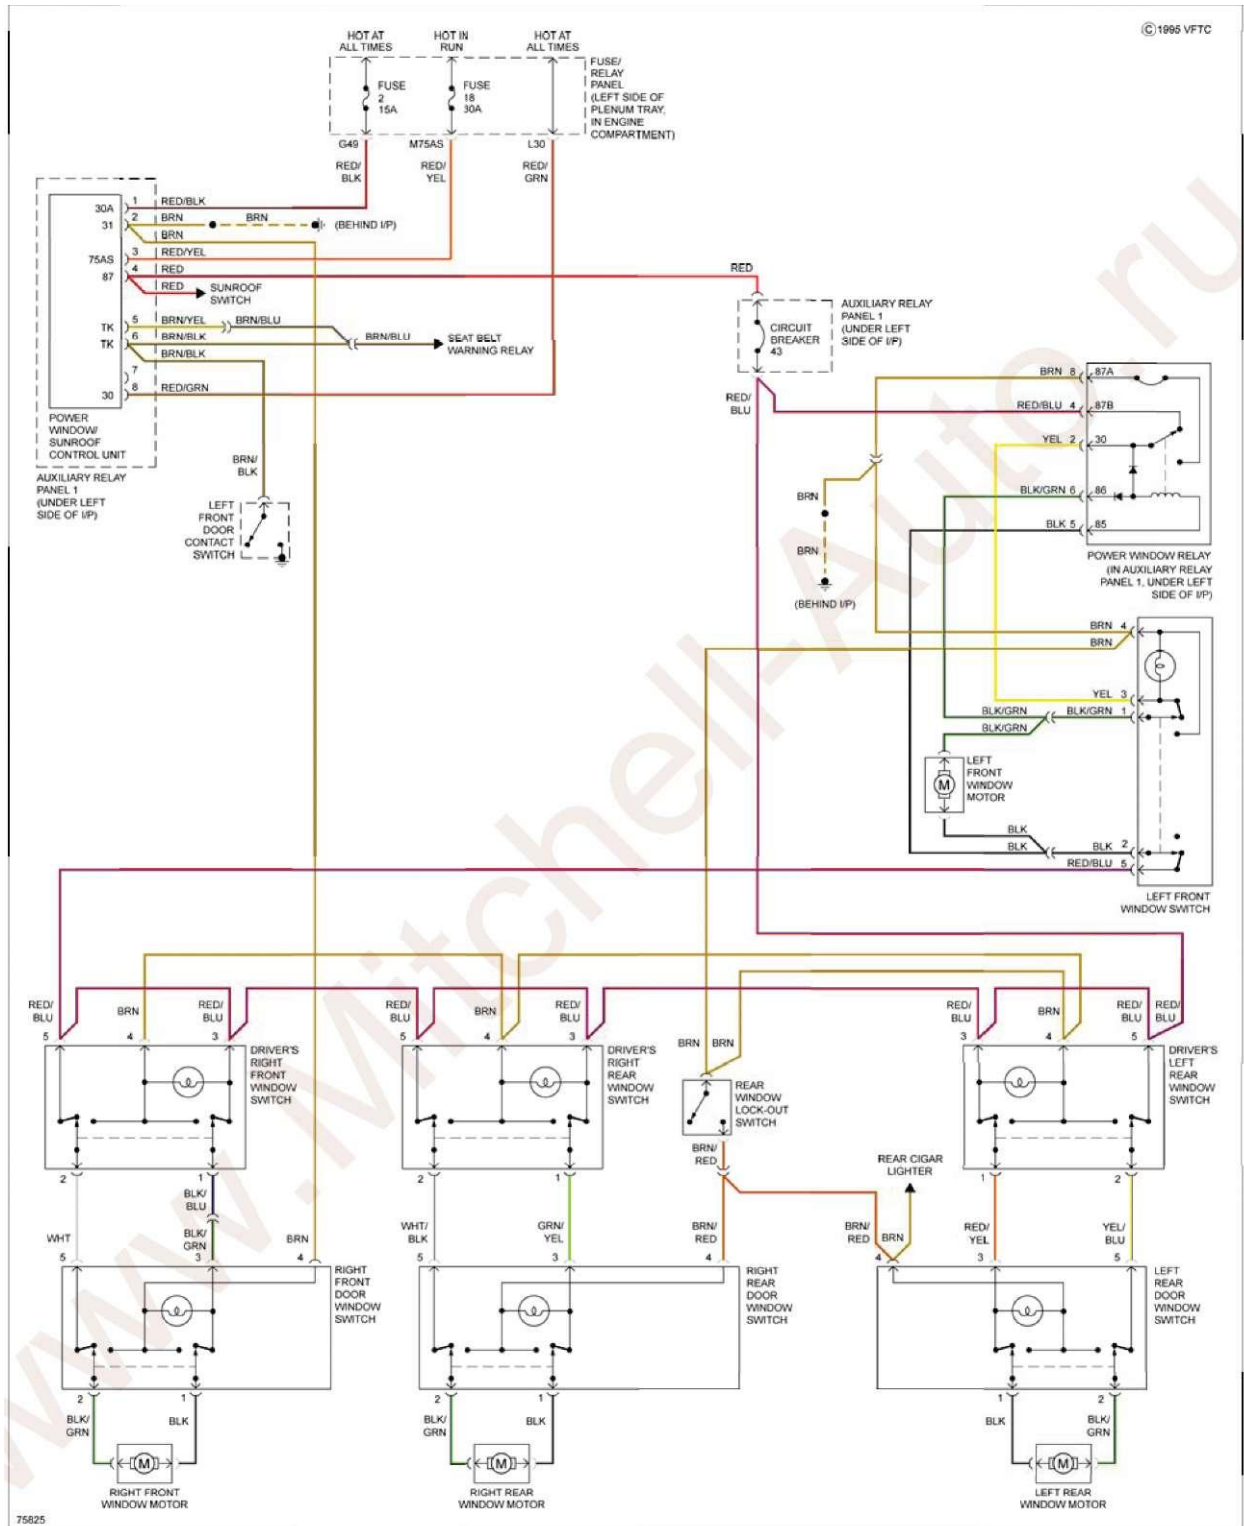 © 1995 VFTC
HOT AT
ALL TIMES
HOT IN
RUN
HOT AT
ALL TIMES
FUSE
2
15A
FUSE
18
30A
FUSE/
RELAY
PANEL
(LEFT SIDE OF
PLENUM TRAY,
IN ENGINE
COMPARTMENT)
G49
M75AS
L30
RED/
BLK
RED/
YEL
RED/
GRN
30A 1 RED/BLK
31 2 BRN BRN (BEHIND I/P)
BRN
75AS 3 RED/YEL
87 4 RED
RED SUNROOF
SWITCH
TK 5 BRN/YEL BRN/BLU
TK 6 BRN/BLK BRN/BLU SEAT BELT
WARNING RELAY
BRN/BLK
7
30 8 RED/GRN
POWER
WINDOW/
SUNROOF
CONTROL UNIT
AUXILIARY RELAY
PANEL 1
(UNDER LEFT
SIDE OF I/P)
BRN/
BLK
LEFT
FRONT
DOOR
CONTACT
SWITCH
RED
CIRCUIT
BREAKER
43
AUXILIARY RELAY
PANEL 1
(UNDER LEFT
SIDE OF I/P)
RED/
BLU
BRN 8 87A
RED/BLU 4 87B
YEL 2 30
BLK/GRN 6 86
BLK 5 85
POWER WINDOW RELAY
(IN AUXILIARY RELAY
PANEL 1, UNDER LEFT
SIDE OF I/P)
BRN
BRN
(BEHIND I/P)
BRN 4
BRN
YEL 3
BLK/GRN BLK/GRN 1
BLK/GRN
M
LEFT
FRONT
WINDOW
MOTOR
BLK
BLK BLK 2
RED/BLU 5
LEFT FRONT
WINDOW SWITCH
RED/
BLU
5
BRN
4
RED/
BLU
3
DRIVER'S
RIGHT
FRONT
WINDOW
SWITCH
RED/
BLU
5
BRN
4
RED/
BLU
3
DRIVER'S
RIGHT
REAR
WINDOW
SWITCH
BRN BRN
REAR
WINDOW
LOCK-OUT
SWITCH
RED/
BLU
3
BRN
4
RED/
BLU
RED/
BLU
5
DRIVER'S
LEFT
REAR
WINDOW
SWITCH
2
1
BLK/
BLU
2
1
BRN/
RED
REAR CIGAR
LIGHTER
1
2
WHT
5
BLK/
GRN
3
BRN
4
WHT/
BLK
5
GRN/
YEL
3
BRN/
RED
4
BRN/
RED
BRN
4
RED/
YEL
3
YEL/
BLU
5
RIGHT
FRONT
DOOR
WINDOW
SWITCH
RIGHT
REAR
DOOR
WINDOW
SWITCH
LEFT
REAR
DOOR
WINDOW
SWITCH
2
1
BLK/
GRN
BLK
M
RIGHT FRONT
WINDOW MOTOR
2
1
BLK/
GRN
BLK
M
RIGHT REAR
WINDOW MOTOR
1
2
BLK
BLK/
GRN
M
LEFT REAR
WINDOW MOTOR
75825
www.Mitchell-Auto.ru